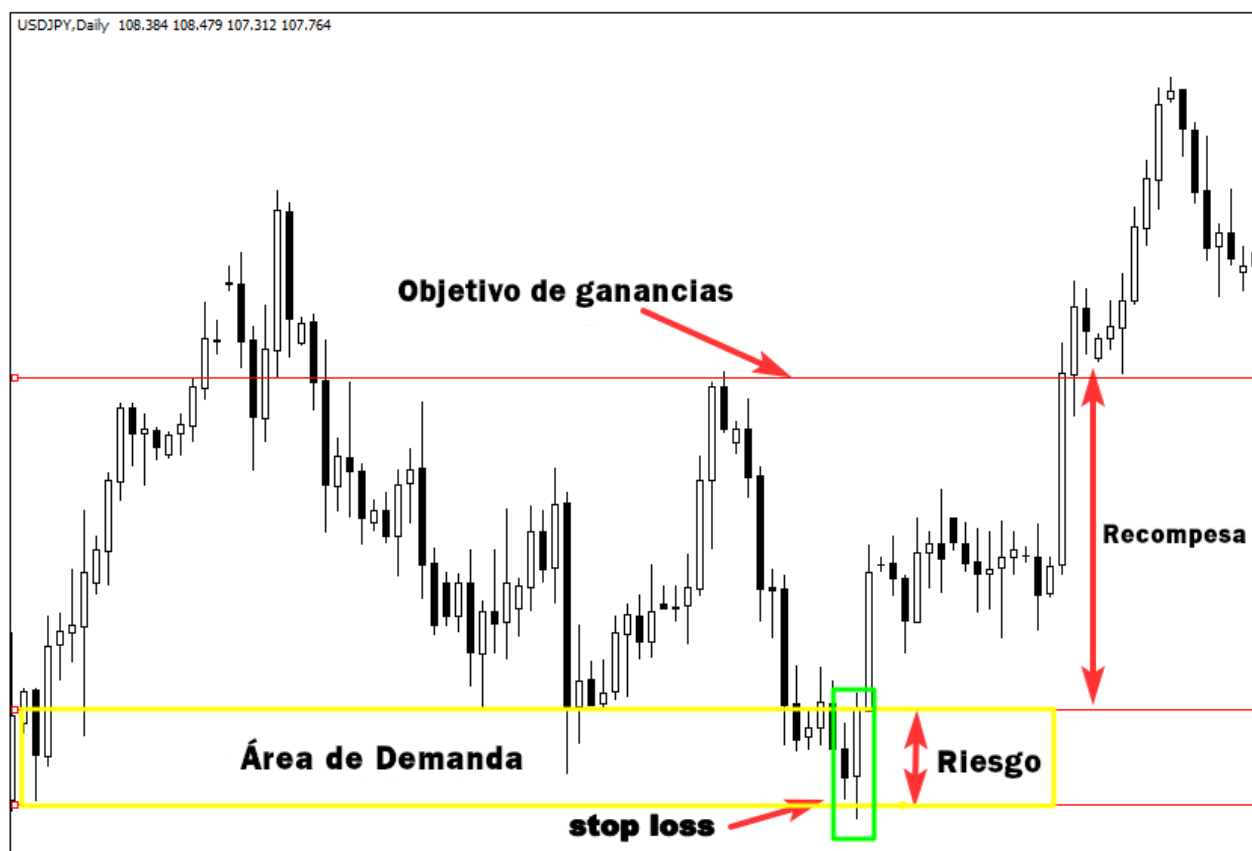 USDJPY,Daily 108.384 108.479 107.312 107.764
Objetivo de ganancias
Recompesa
Área de Demanda
Riesgo
stop loss